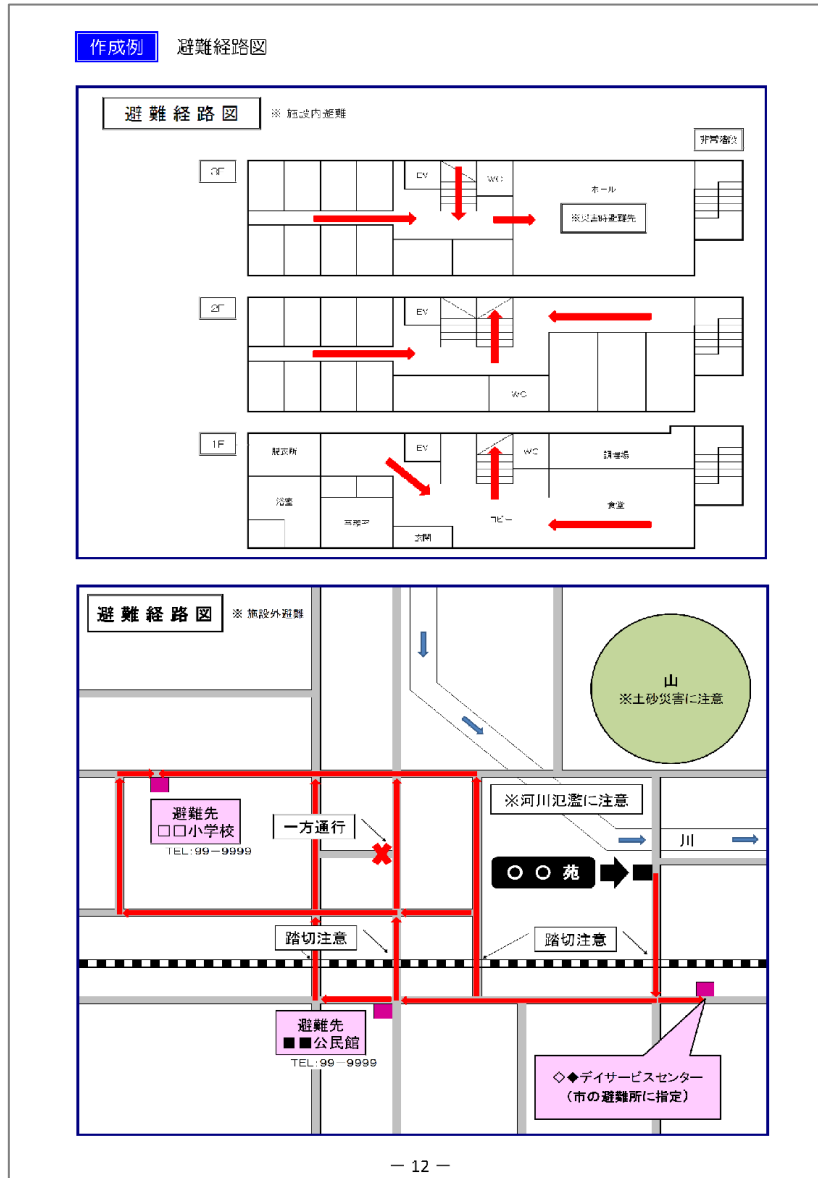 作成例 避難経路図
避難経路図 ※ 施設内避難
非常階段
3F
EV
WC
ホール
※災害時避難先
2F
EV
WC
1F
脱衣所
EV
WC
調理場
浴室
食堂
ロビー
玄関
避難経路図 ※ 施設外避難
山
※土砂災害に注意
避難先
□□小学校
TEL:99-9999
一方通行
※河川氾濫に注意
川
〇〇苑
踏切注意
踏切注意
避難先
■■公民館
TEL:99-9999
◇◆デイサービスセンター
(市の避難所に指定)
― 12 ―